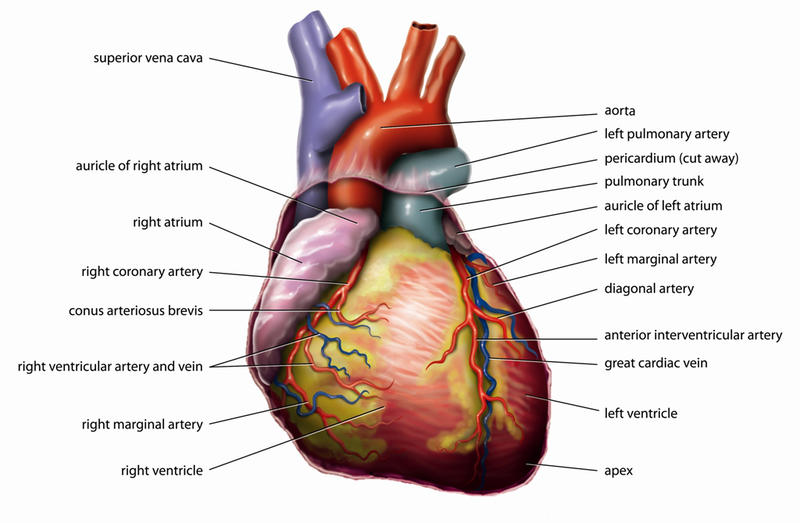 superior vena cava
auricle of right atrium
right atrium
right coronary artery
conus arteriosus brevis
right ventricular artery and vein
right marginal artery
right ventricle
aorta
left pulmonary artery
pericardium (cut away)
pulmonary trunk
auricle of left atrium
left coronary artery
left marginal artery
diagonal artery
anterior interventricular artery
great cardiac vein
left ventricle
apex